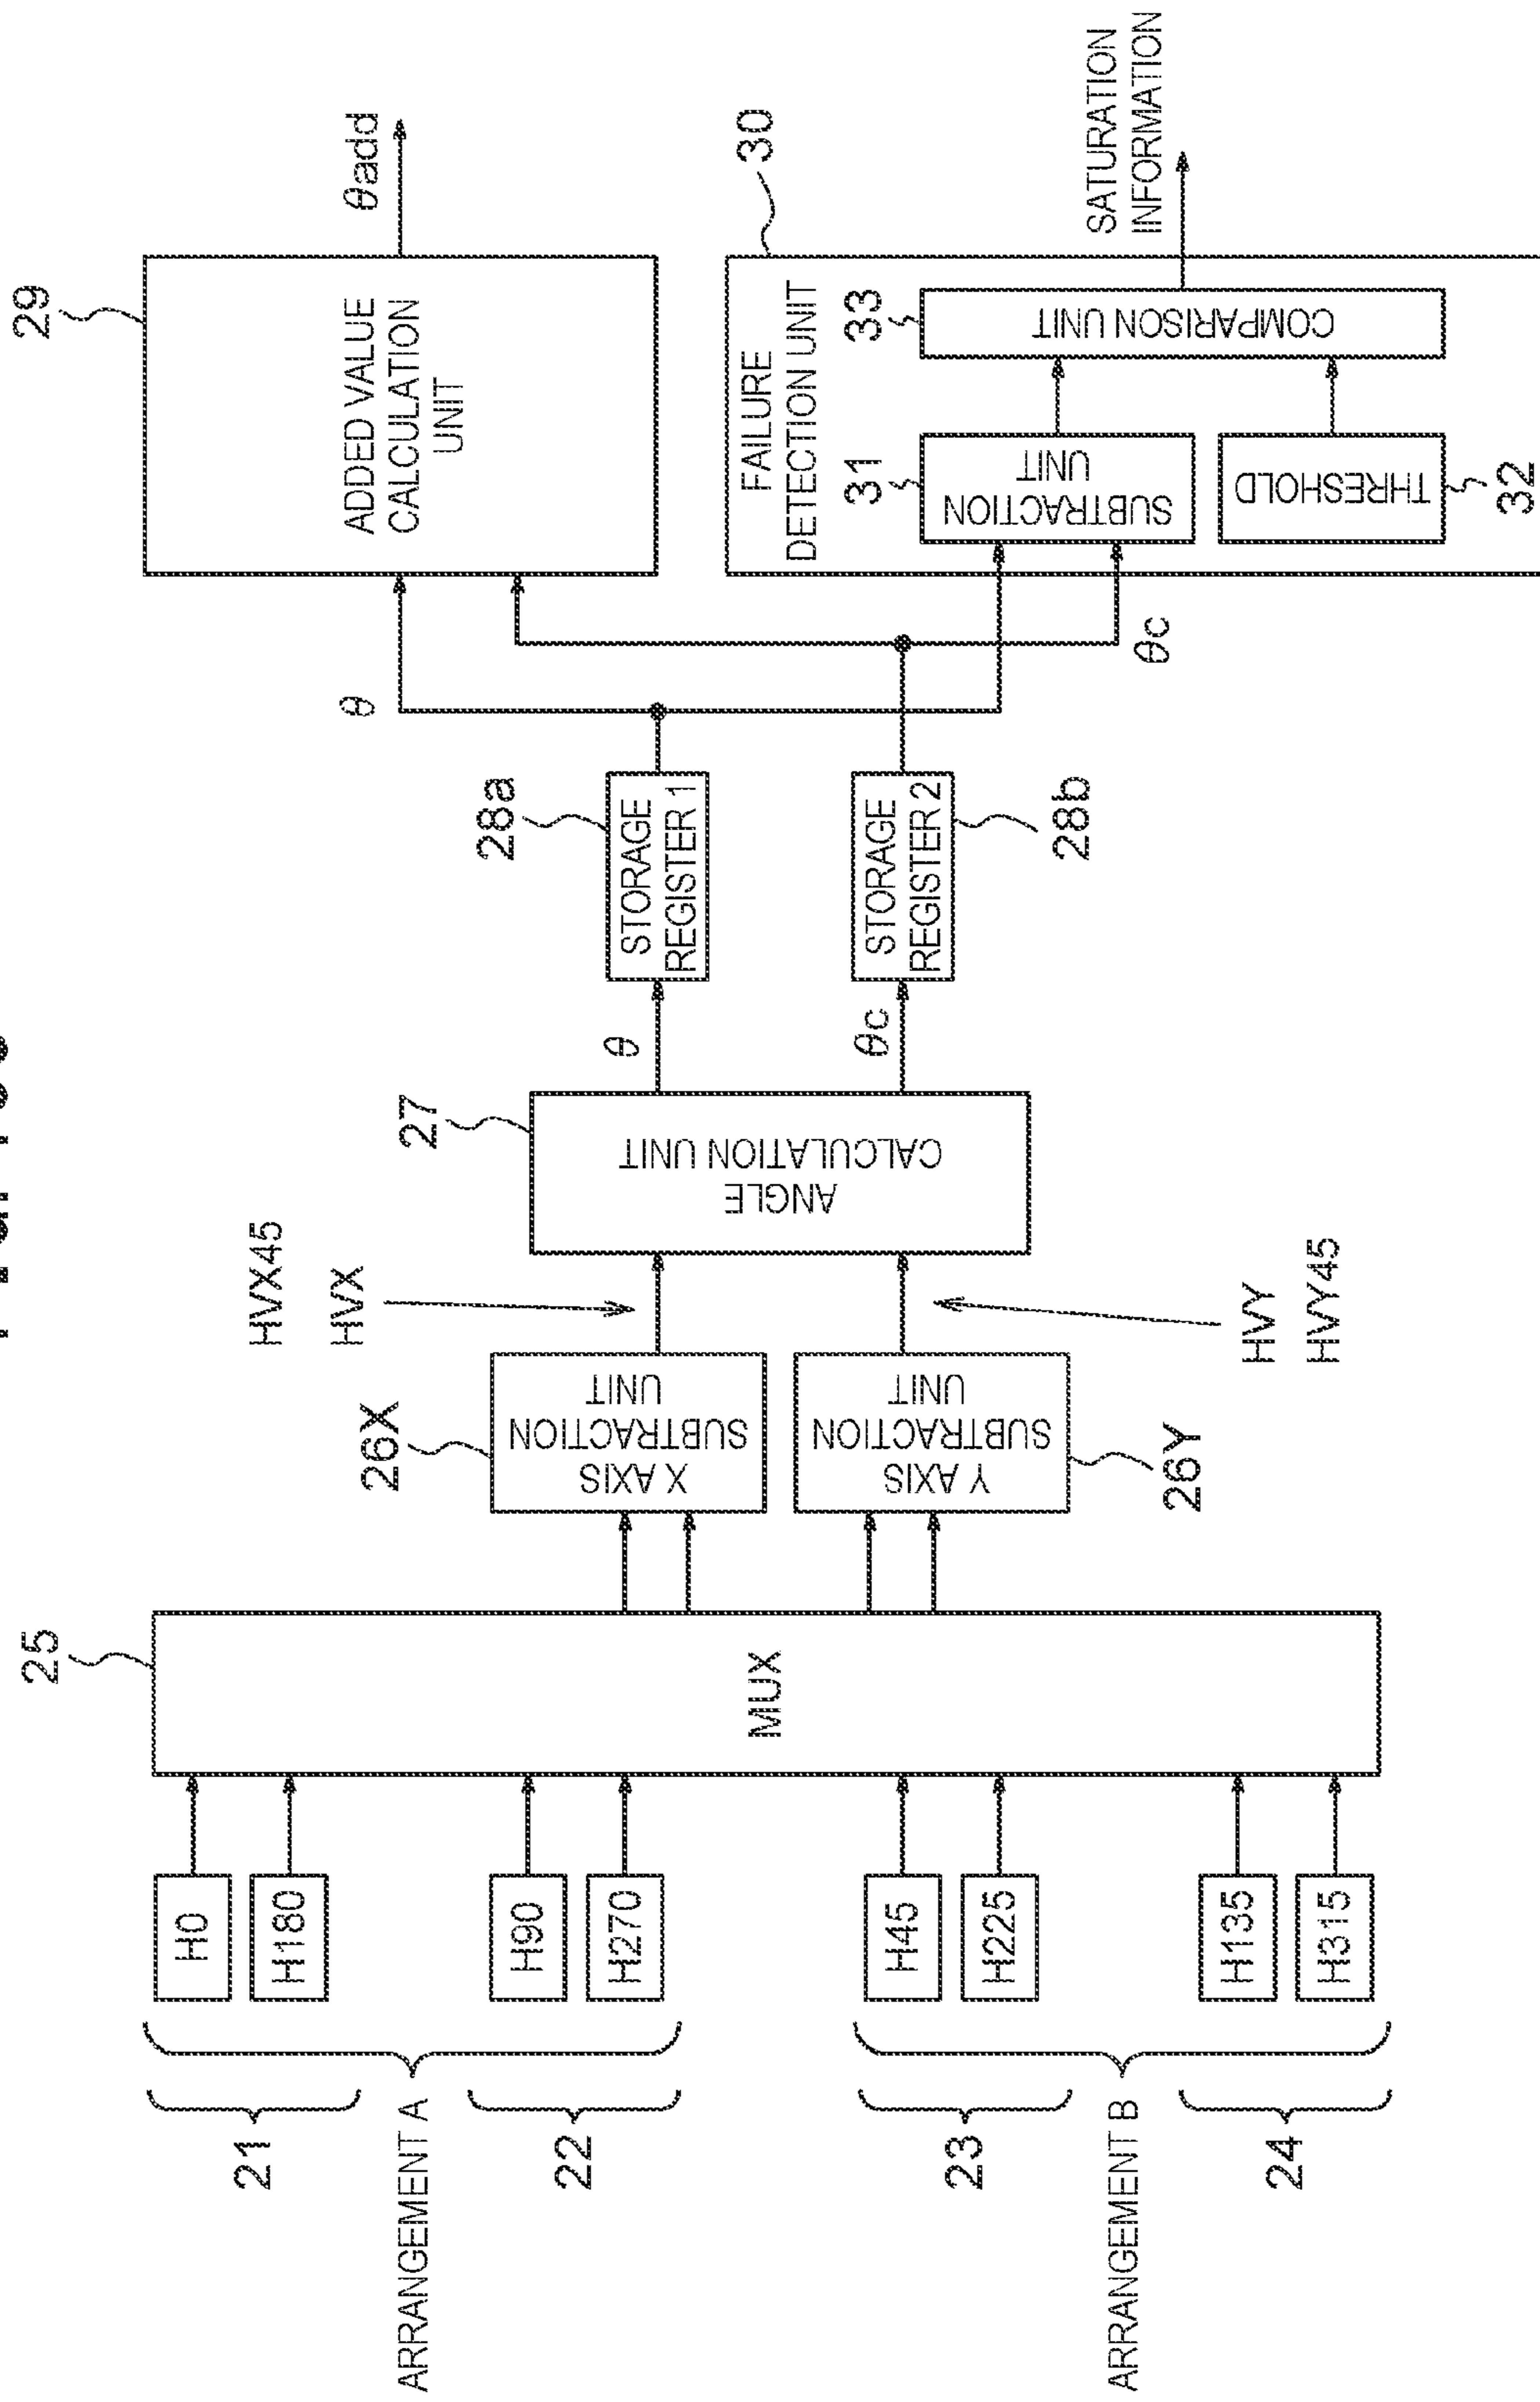 ARRANGEMENT A
21
22
ARRANGEMENT B
23
24
H0
H180
H90
H270
H45
H225
H135
H315
25
MUX
26X
X AXIS
SUBTRACTION
UNIT
26Y
Y AXIS
SUBTRACTION
UNIT
HVX45
HVX
HVY
HVY45
27
ANGLE
CALCULATION UNIT
θ
θc
28a
STORAGE
REGISTER 1
STORAGE
REGISTER 2
28b
θ
θc
29
ADDED VALUE
CALCULATION
UNIT
θadd
30
FAILURE
DETECTION UNIT
31
SUBTRACTION
UNIT
THRESHOLD
32
33
COMPARISON UNIT
SATURATION
INFORMATION